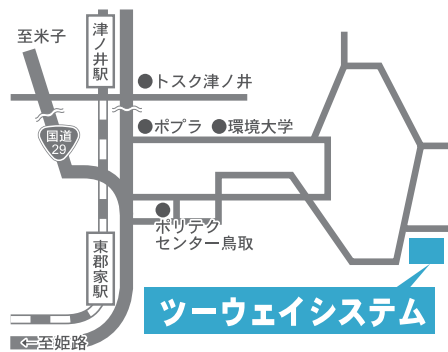 至米子
津ノ井駅
トスク津ノ井
国道
29
ポプラ
環境大学
ポリテク
センター鳥取
東郡家駅
ツーウェイシステム
←至姫路